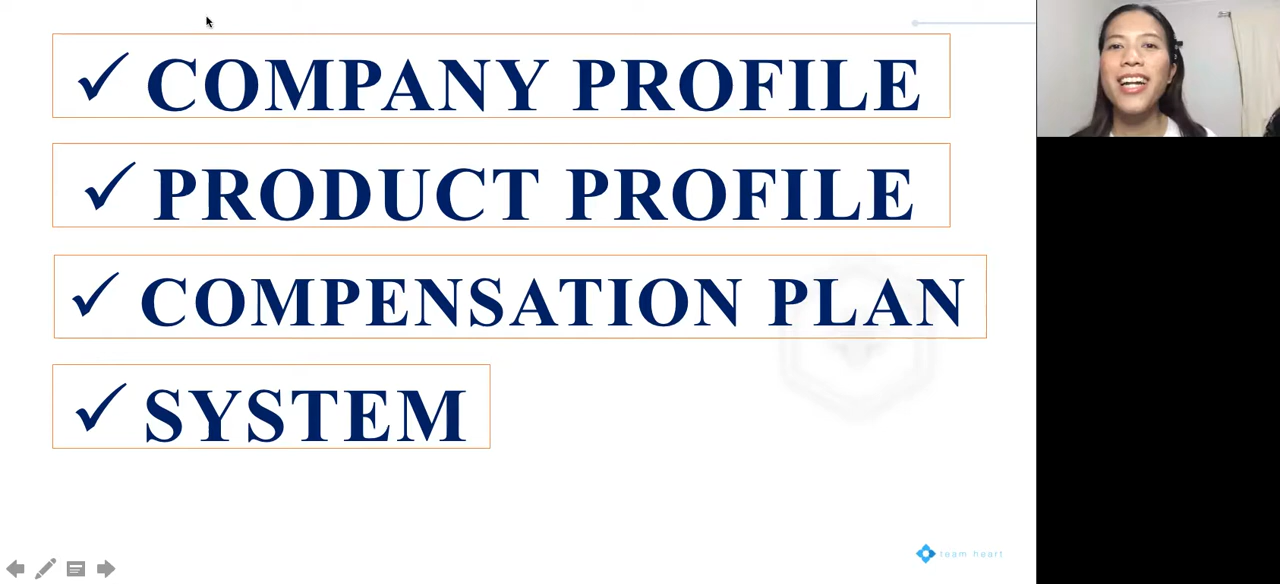 ✓ COMPANY PROFILE
✓ PRODUCT PROFILE
✓ COMPENSATION PLAN
✓ SYSTEM
team heart